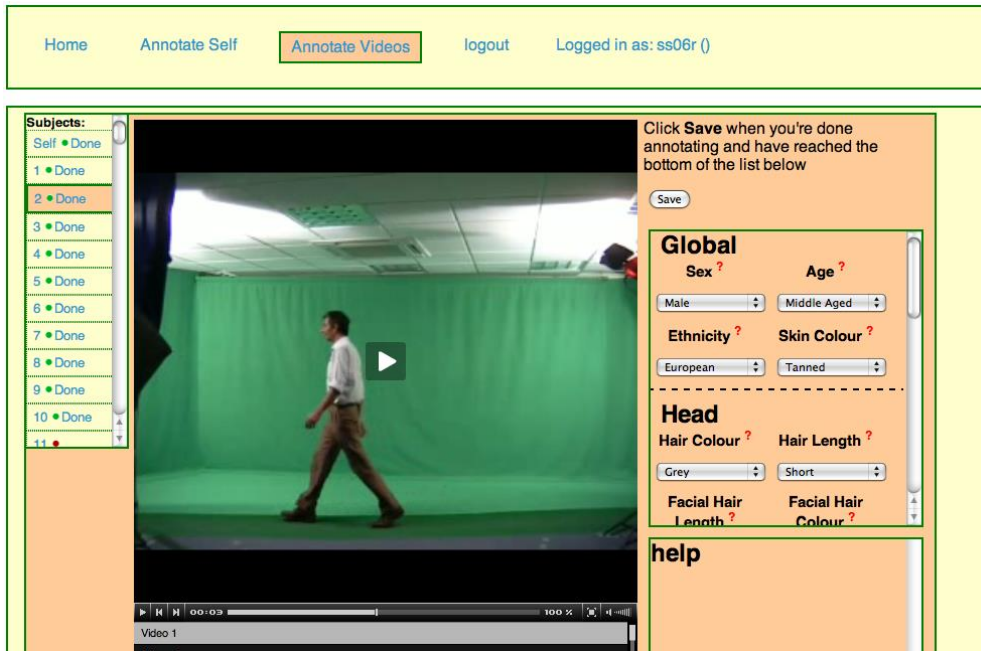 Home Annotate Self Annotate Videos logout Logged in as: ss06r ()
Subjects:
Self • Done
1 • Done
2 • Done
3 • Done
4 • Done
5 • Done
6 • Done
7 • Done
8 • Done
9 • Done
10 • Done
11 •
00:03 100 %
Video 1
Click Save when you're done
annotating and have reached the
bottom of the list below
Save
Global
Sex ? Age ?
Male Middle Aged
Ethnicity ? Skin Colour ?
European Tanned
Head
Hair Colour ? Hair Length ?
Grey Short
Facial Hair Facial Hair
Length ? Colour ?
help